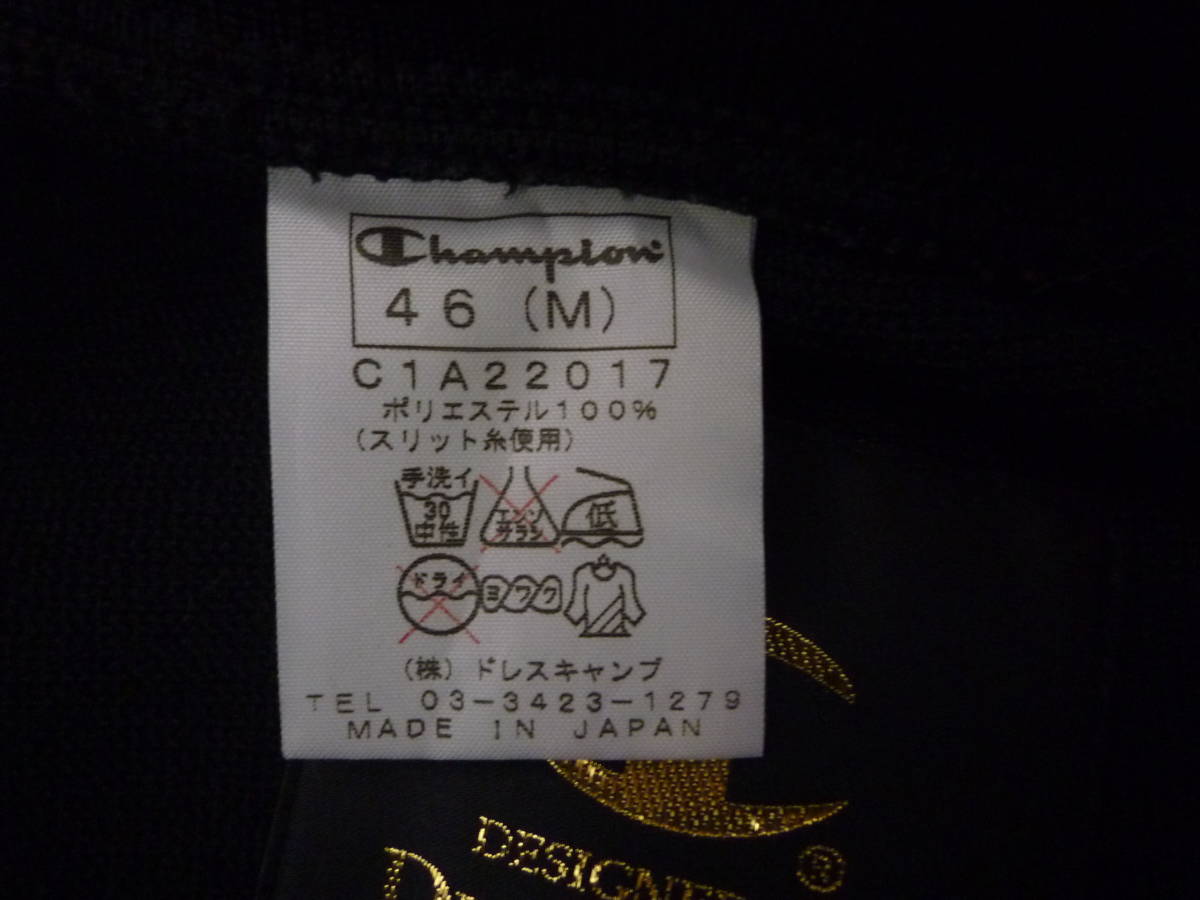 Champion
46 (M)
C1A22017
ポリエステル100%
(スリット糸使用)
手洗イ
30
中性
エンソ
サラシ
低
ドライ
ヨワク
(株) ドレスキャンプ
TEL 03-3423-1279
MADE IN JAPAN
DESIGNE
®
D